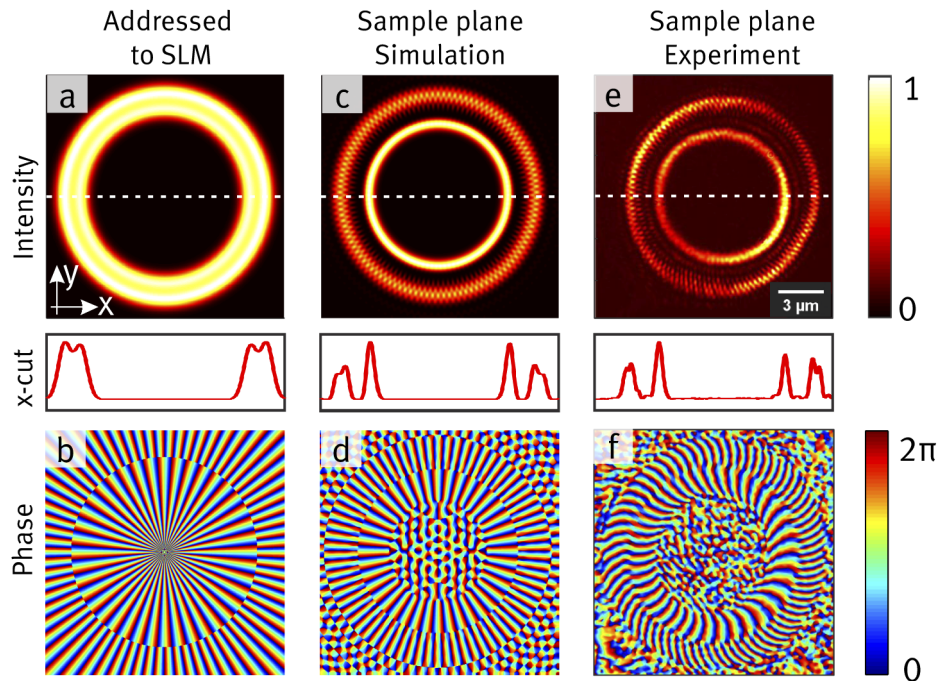 Addressed
to SLM
Sample plane
Simulation
Sample plane
Experiment
Intensity
a
c
e
y
x
3 μm
1
0
x-cut
Phase
b
d
f
2π
0